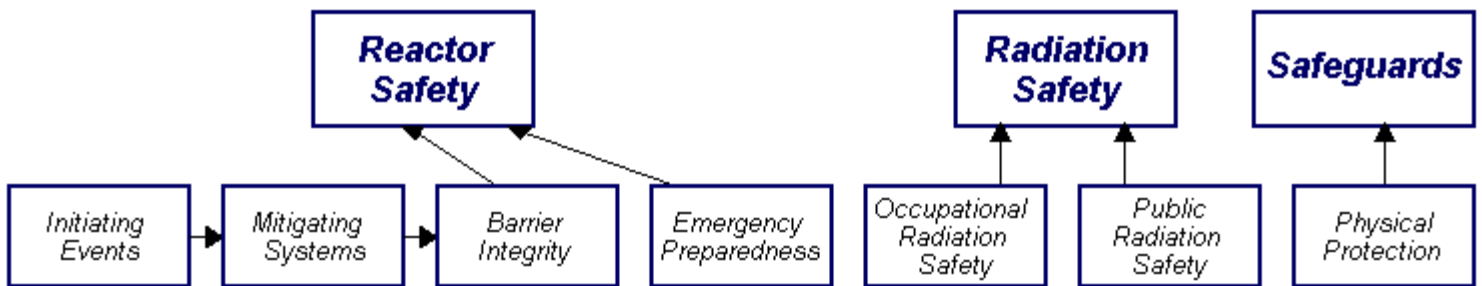 Reactor
Safety
Radiation
Safety
Safeguards
Initiating
Events
Mitigating
Systems
Barrier
Integrity
Emergency
Preparedness
Occupational
Radiation
Safety
Public
Radiation
Safety
Physical
Protection